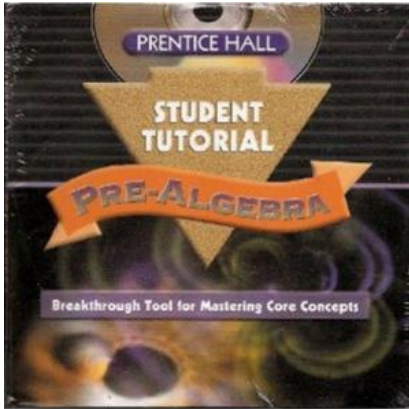 PRENTICE HALL
STUDENT
TUTORIAL
PRE-ALGEBRA
Breakthrough Tool for Mastering Core Concepts